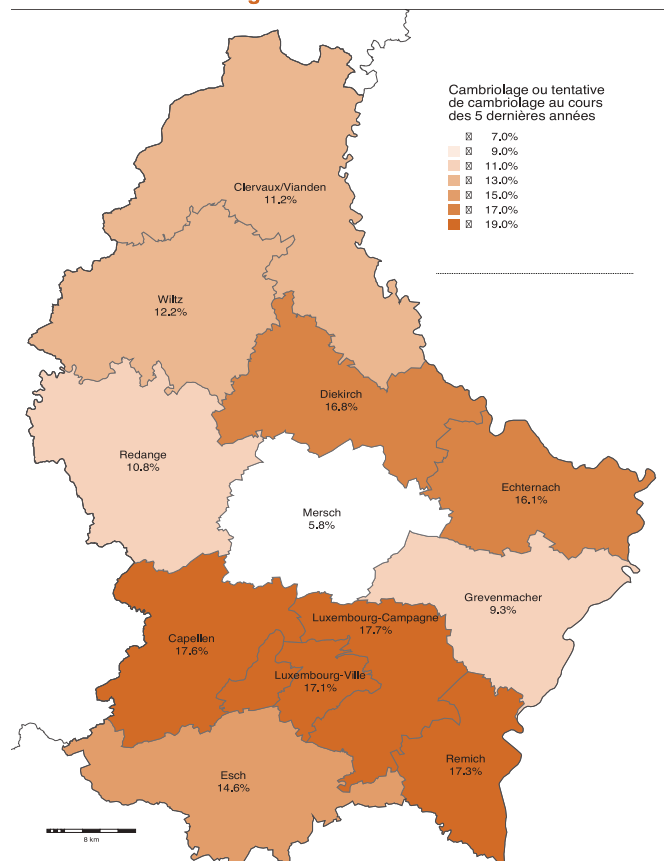 Cambriolage ou tentative
de cambriolage au cours
des 5 dernières années
7.0%
9.0%
11.0%
13.0%
15.0%
17.0%
19.0%
Clervaux/Vianden
11.2%
Wiltz
12.2%
Diekirch
16.8%
Redange
10.8%
Echternach
16.1%
Mersch
5.8%
Grevenmacher
9.3%
Luxembourg-Campagne
17.7%
Capellen
17.6%
Luxembourg-Ville
17.1%
Remich
17.3%
Esch
14.6%
8 km